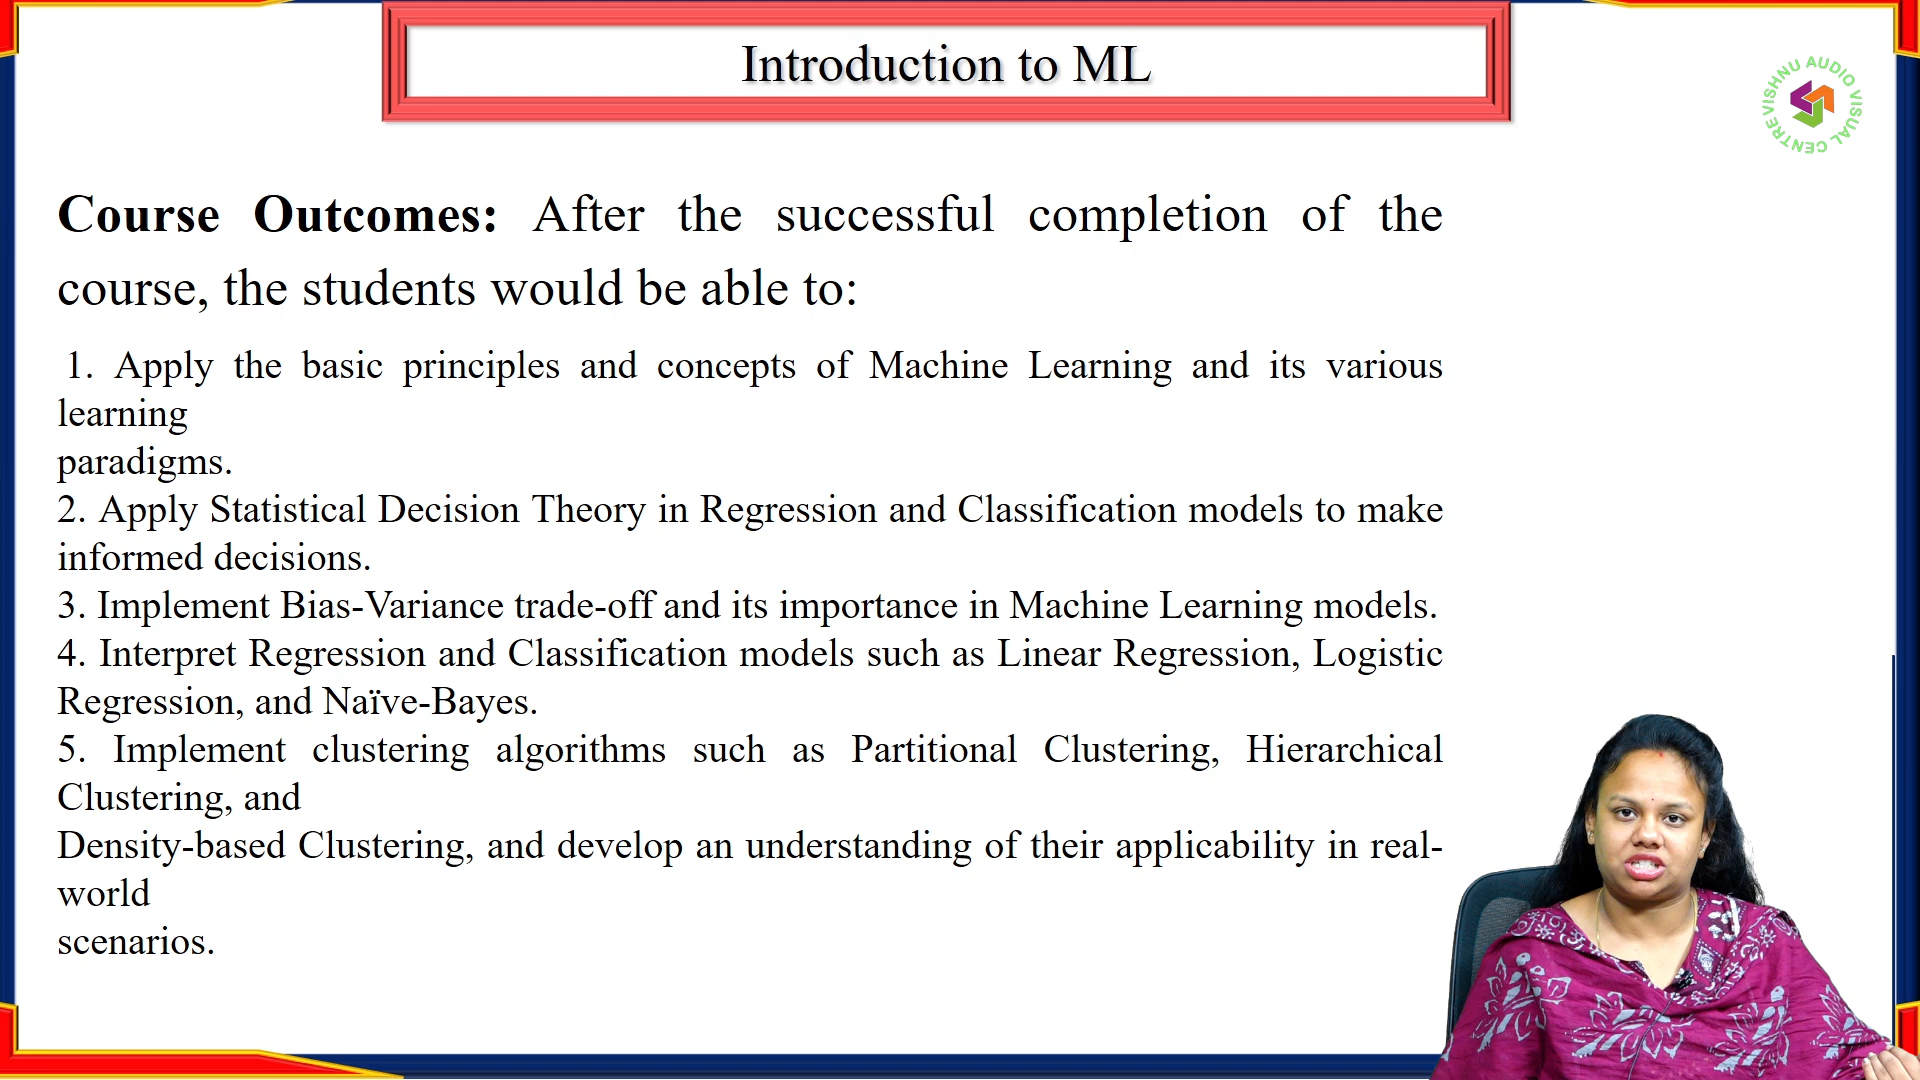 Introduction to ML
VISHNU AUDIO VISUAL CENTRE
Course Outcomes: After the successful completion of the
course, the students would be able to:
1. Apply the basic principles and concepts of Machine Learning and its various
learning
paradigms.
2. Apply Statistical Decision Theory in Regression and Classification models to make
informed decisions.
3. Implement Bias-Variance trade-off and its importance in Machine Learning models.
4. Interpret Regression and Classification models such as Linear Regression, Logistic
Regression, and Naïve-Bayes.
5. Implement clustering algorithms such as Partitional Clustering, Hierarchical
Clustering, and
Density-based Clustering, and develop an understanding of their applicability in real-
world
scenarios.